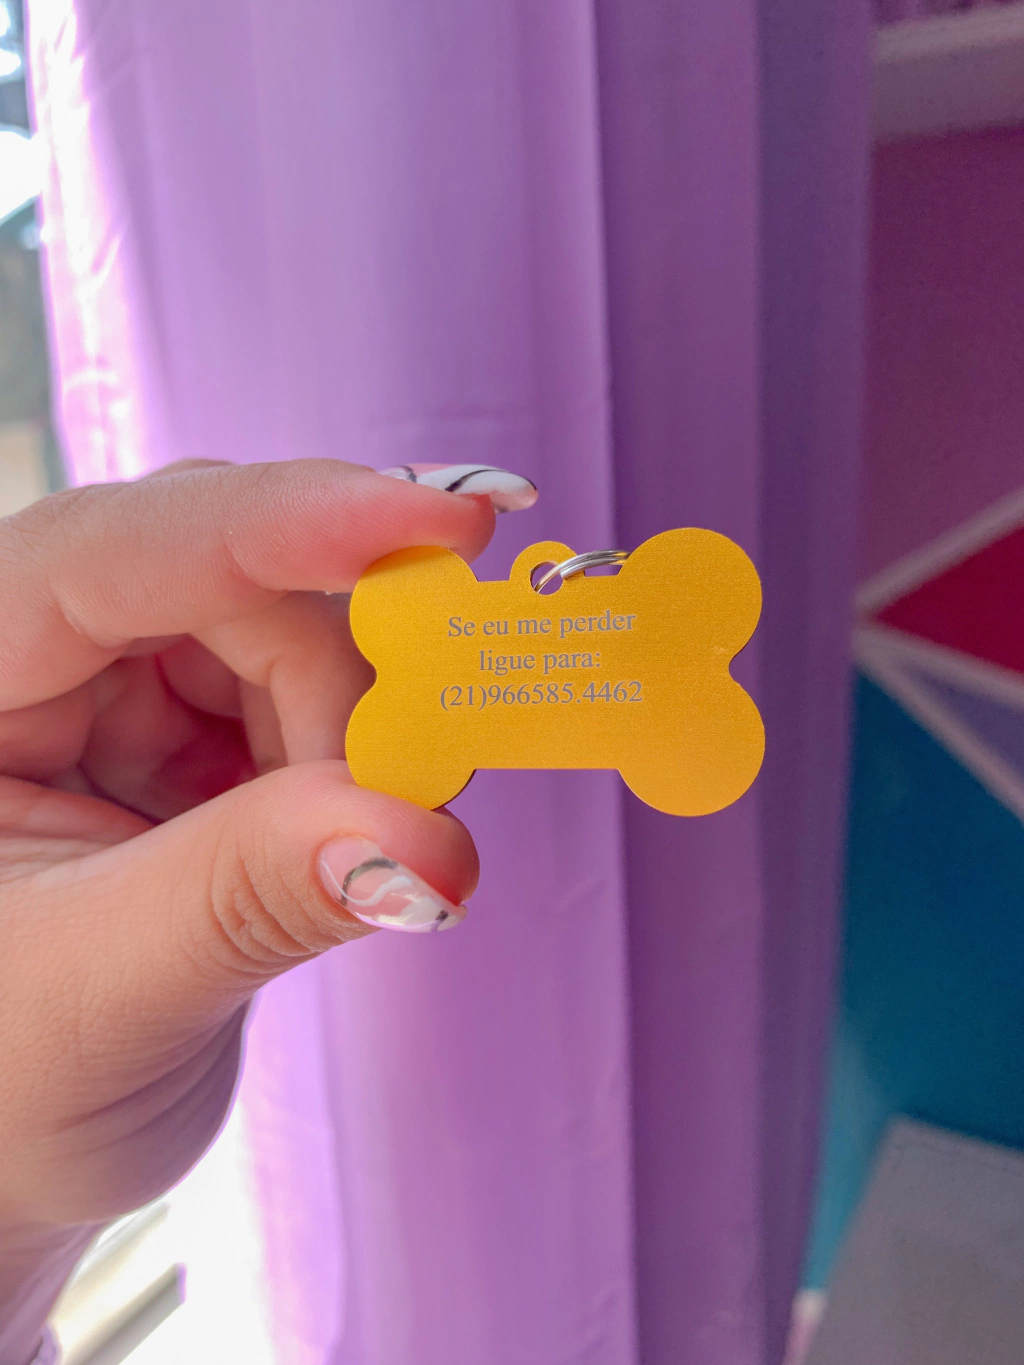 Se eu me perder
ligue para:
(21)966585.4462